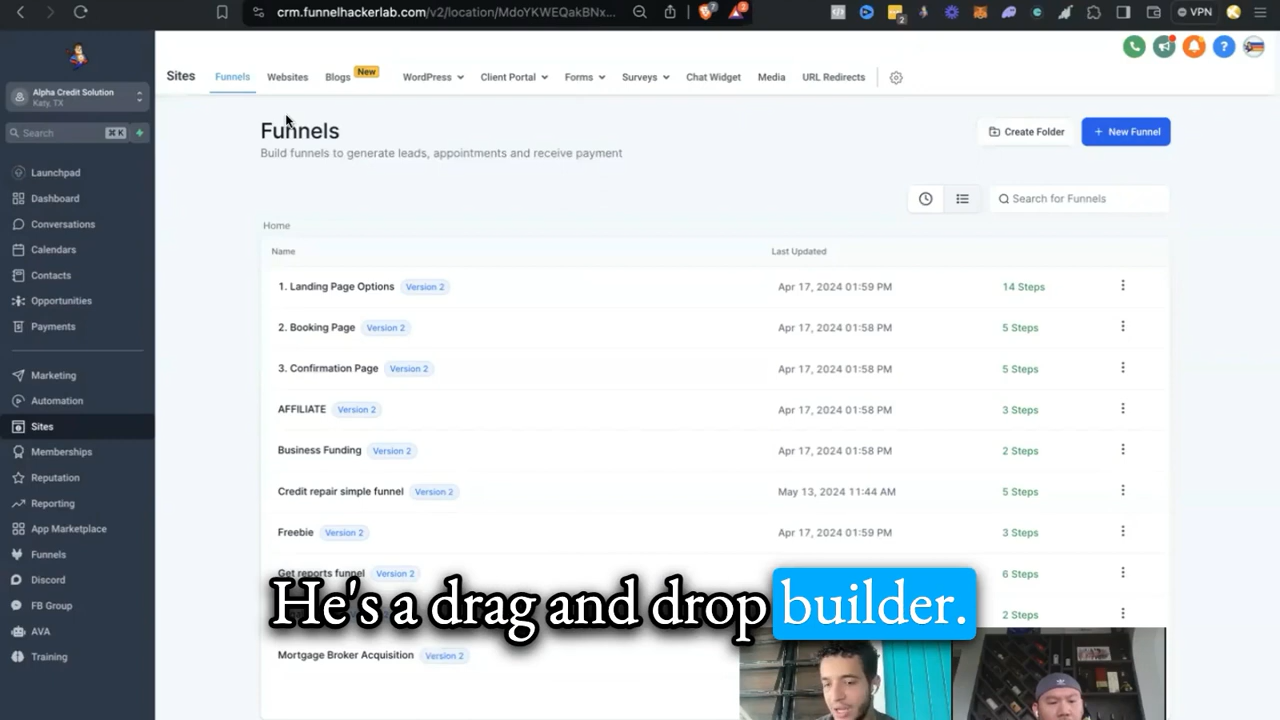 crm.funnelhackerlab.com/v2/location/MdoYKWEQakBNx...
7
3
2
VPN
Alpha Credit Solution
Katy, TX
Search
⌘ K
Launchpad
Dashboard
Conversations
Calendars
Contacts
Opportunities
Payments
Marketing
Automation
Sites
Memberships
Reputation
Reporting
App Marketplace
Funnels
Discord
FB Group
AVA
Training
Sites
Funnels
Websites
Blogs New
WordPress
Client Portal
Forms
Surveys
Chat Widget
Media
URL Redirects
Funnels
Build funnels to generate leads, appointments and receive payment
Create Folder
+ New Funnel
Search for Funnels
Home
Name Last Updated
1. Landing Page Options Version 2 Apr 17, 2024 01:59 PM 14 Steps
2. Booking Page Version 2 Apr 17, 2024 01:58 PM 5 Steps
3. Confirmation Page Version 2 Apr 17, 2024 01:58 PM 5 Steps
AFFILIATE Version 2 Apr 17, 2024 01:58 PM 3 Steps
Business Funding Version 2 Apr 17, 2024 01:58 PM 2 Steps
Credit repair simple funnel Version 2 May 13, 2024 11:44 AM 5 Steps
Freebie Version 2 Apr 17, 2024 01:59 PM 3 Steps
Get reports funnel Version 2 6 Steps
He's a drag and drop builder.
2 Steps
Mortgage Broker Acquisition Version 2